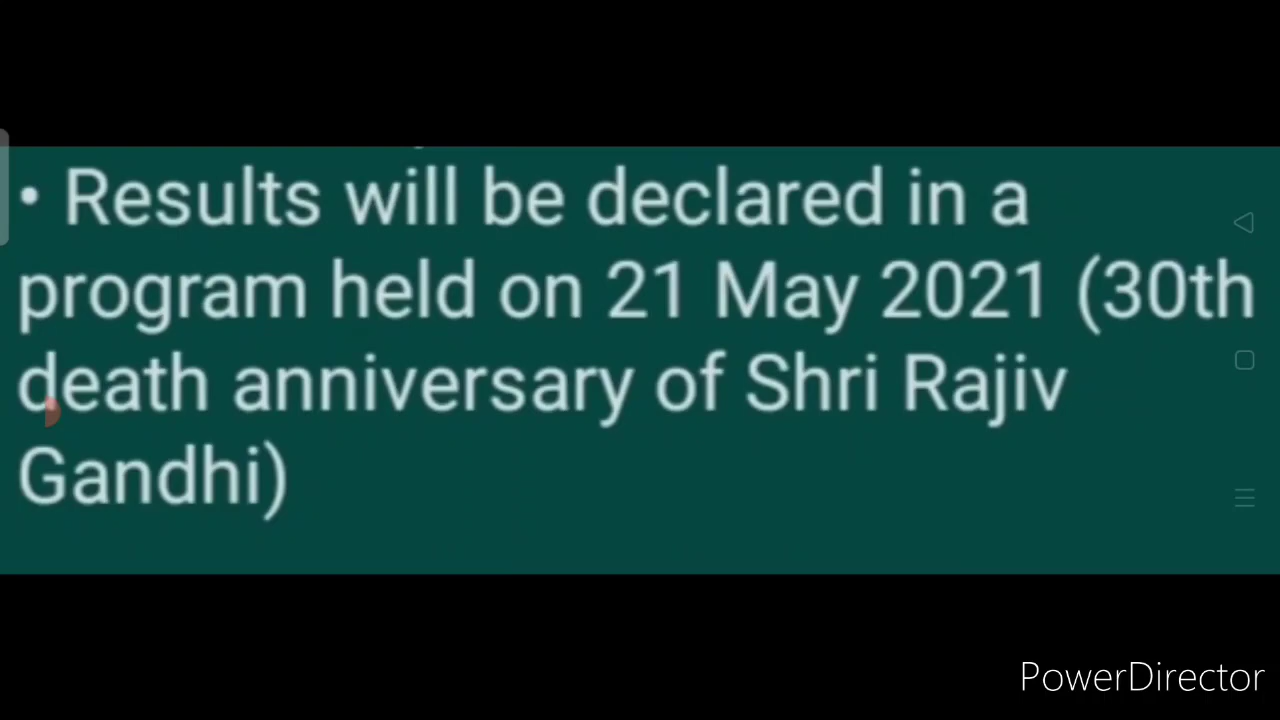 • Results will be declared in a
program held on 21 May 2021 (30th
death anniversary of Shri Rajiv
Gandhi)
PowerDirector